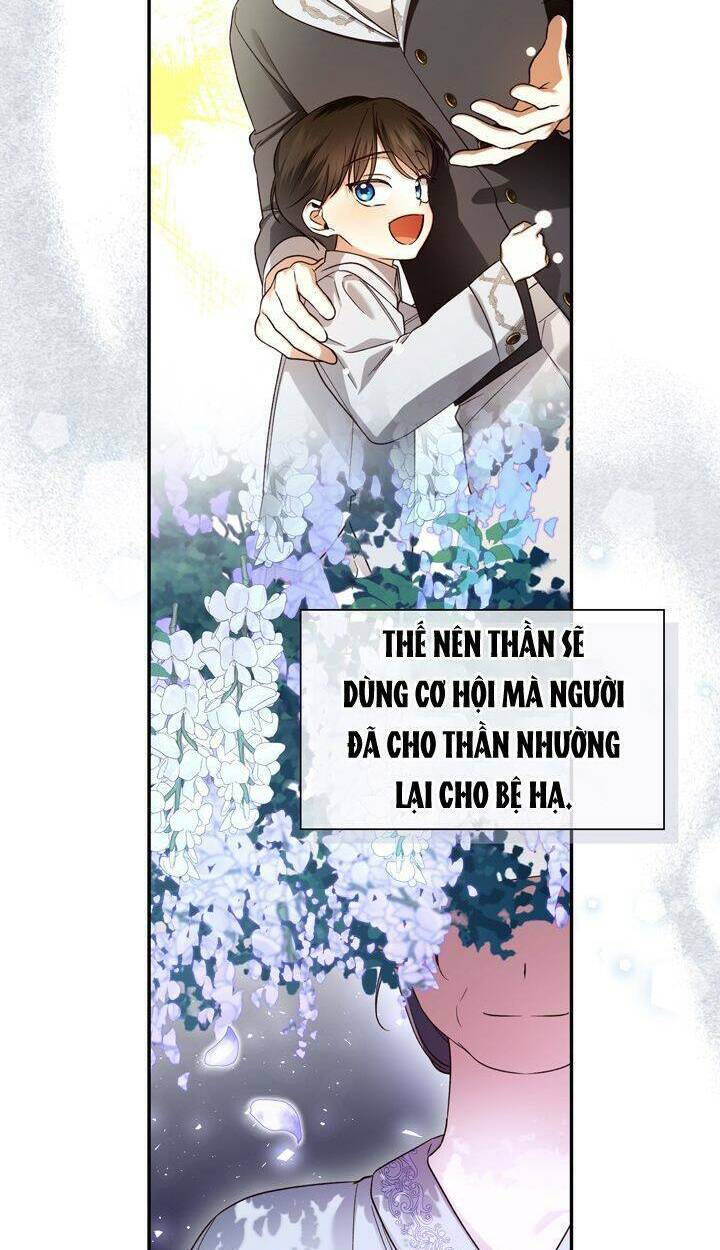 THẾ NÊN THẦN SẼ
DÙNG CƠ HỘI MÀ NGƯỜI
ĐÃ CHO THẦN NHƯỜNG
LẠI CHO BỆ HẠ.